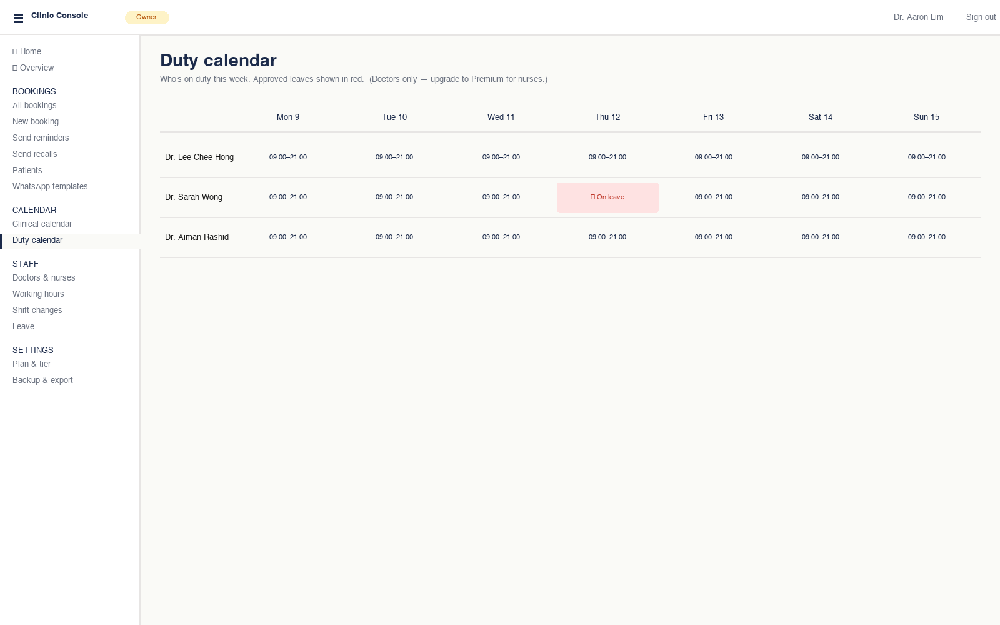 Clinic Console
Owner
Dr. Aaron Lim
Sign out
Home
Overview
BOOKINGS
All bookings
New booking
Send reminders
Send recalls
Patients
WhatsApp templates
CALENDAR
Clinical calendar
Duty calendar
STAFF
Doctors & nurses
Working hours
Shift changes
Leave
SETTINGS
Plan & tier
Backup & export
Duty calendar
Who's on duty this week. Approved leaves shown in red. (Doctors only — upgrade to Premium for nurses.)
Mon 9 Tue 10 Wed 11 Thu 12 Fri 13 Sat 14 Sun 15
Dr. Lee Chee Hong 09:00–21:00 09:00–21:00 09:00–21:00 09:00–21:00 09:00–21:00 09:00–21:00 09:00–21:00
Dr. Sarah Wong 09:00–21:00 09:00–21:00 09:00–21:00 On leave 09:00–21:00 09:00–21:00 09:00–21:00
Dr. Aiman Rashid 09:00–21:00 09:00–21:00 09:00–21:00 09:00–21:00 09:00–21:00 09:00–21:00 09:00–21:00